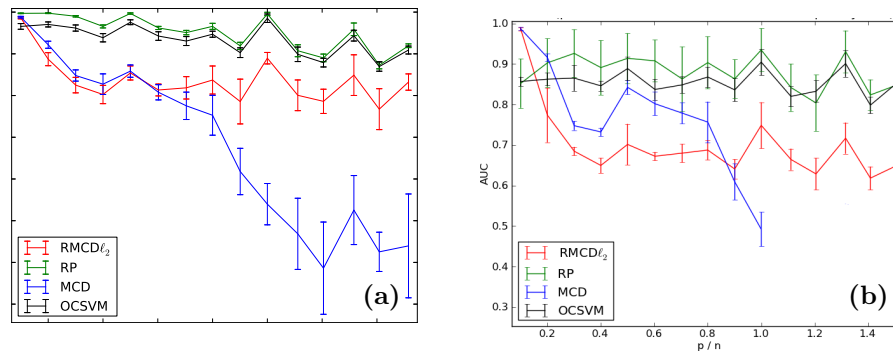 RMCDℓ2
RP
MCD
OCSVM
(a)
1.0
0.9
0.8
0.7
0.6
0.5
0.4
0.3
AUC
RMCDℓ2
RP
MCD
OCSVM
(b)
0.2 0.4 0.6 0.8 1.0 1.2 1.4
p / n